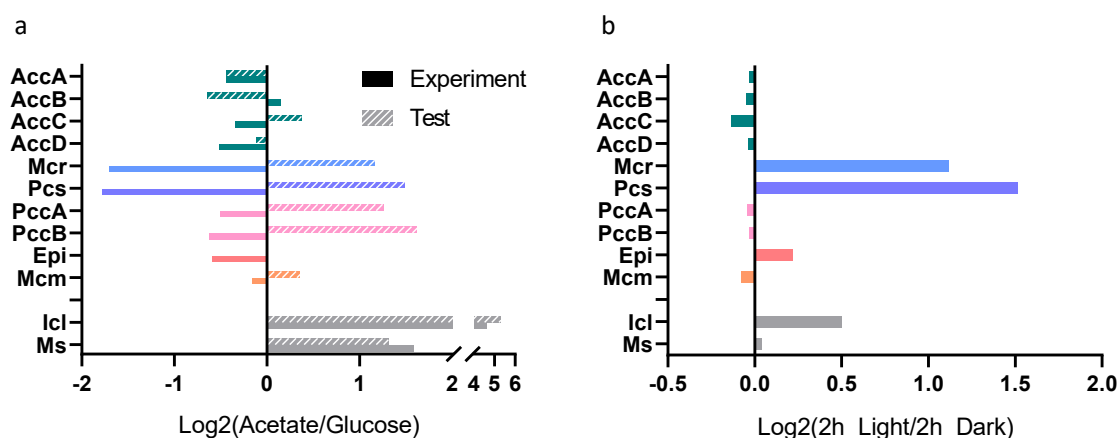 a
AccA
AccB
AccC
AccD
Mcr
Pcs
PccA
PccB
Epi
Mcm
Icl
Ms
Experiment
Test
-2 -1 0 1 2 4 5 6
Log2(Acetate/Glucose)
b
AccA
AccB
AccC
AccD
Mcr
Pcs
PccA
PccB
Epi
Mcm
Icl
Ms
-0.5 0.0 0.5 1.0 1.5 2.0
Log2(2h Light/2h Dark)